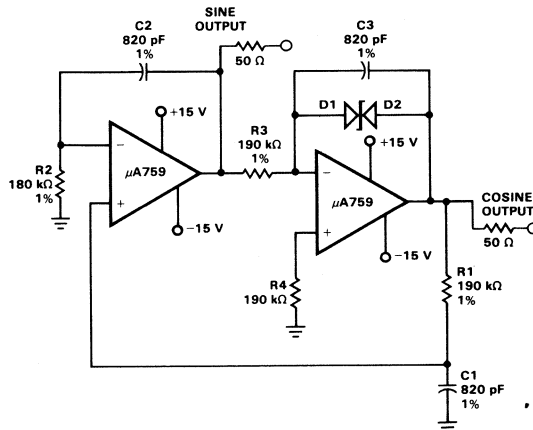 SINE
OUTPUT
C2
820 pF
1%
50 Ω
C3
820 pF
1%
D1 D2
+15 V
−
μA759
+
−15 V
R2
180 kΩ
1%
R3
190 kΩ
1%
+15 V
−
μA759
+
−15 V
COSINE
OUTPUT
50 Ω
R4
190 kΩ
R1
190 kΩ
1%
C1
820 pF
1%